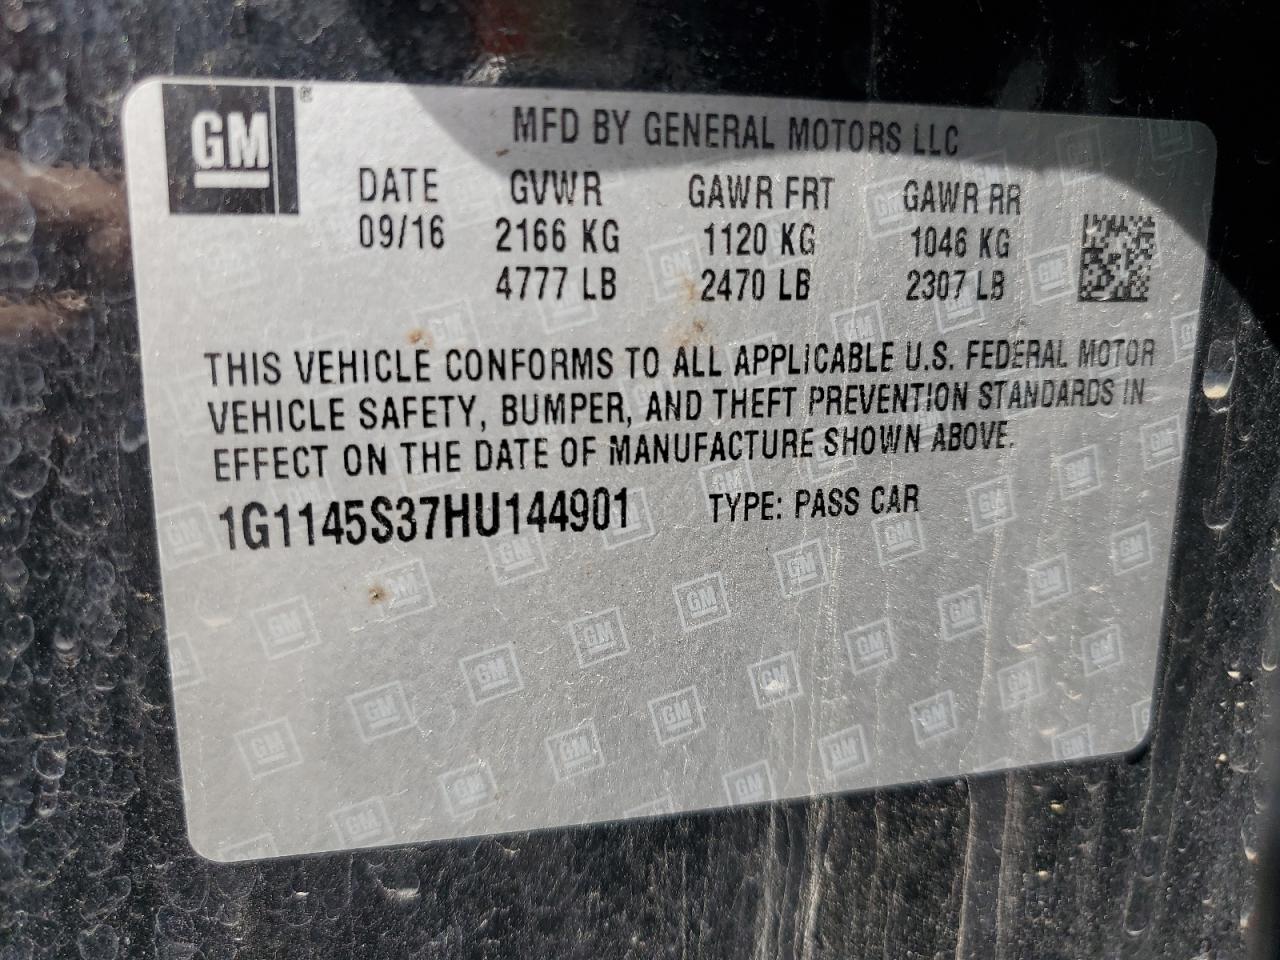 GM ®
MFD BY GENERAL MOTORS LLC
DATE GVWR GAWR FRT GAWR RR
09/16 2166 KG 1120 KG 1046 KG
4777 LB 2470 LB 2307 LB
THIS VEHICLE CONFORMS TO ALL APPLICABLE U.S. FEDERAL MOTOR
VEHICLE SAFETY, BUMPER, AND THEFT PREVENTION STANDARDS IN
EFFECT ON THE DATE OF MANUFACTURE SHOWN ABOVE.
1G1145S37HU144901 TYPE: PASS CAR